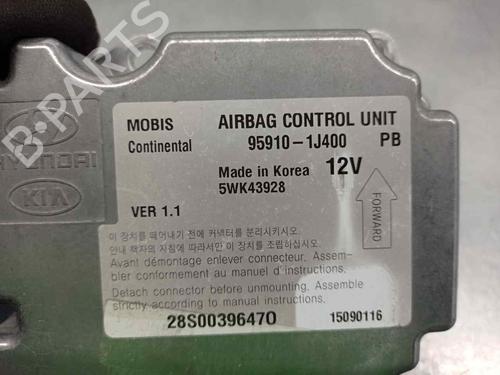 B-PARTS
HYUNDAI
KIA
MOBIS AIRBAG CONTROL UNIT
Continental 95910-1J400 PB
Made in Korea 12V
5WK43928
VER 1.1
FORWARD
이 장치를 떼어내기 전에 커넥터를 분리시키시오.
안내 책자의 지침에 따라서만 이 장치를 조립하십시오.
Avant démontage enlever connecteur. Assem-
bler conformement au manuel d'instructions.
Detach connector before unmounting. Assemble
strictly according to manual instructions.
28S00396470 15090116